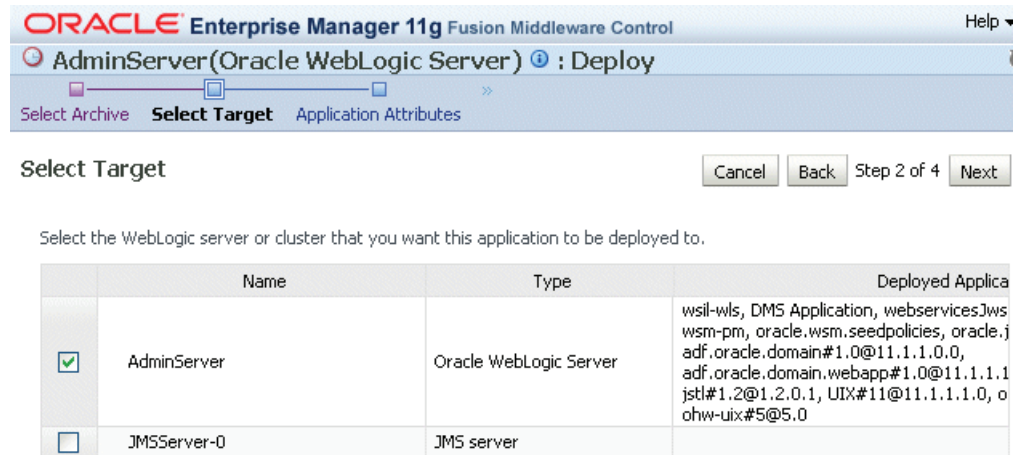 ORACLE Enterprise Manager 11g Fusion Middleware Control
Help
AdminServer(Oracle WebLogic Server) : Deploy
Select Archive Select Target Application Attributes
Select Target
Cancel Back Step 2 of 4 Next
Select the WebLogic server or cluster that you want this application to be deployed to.
Name Type Deployed Applica
AdminServer
Oracle WebLogic Server
wsil-wls, DMS Application, webservicesJws
wsm-pm, oracle.wsm.seedpolicies, oracle.j
adf.oracle.domain#1.0@11.1.1.0.0,
adf.oracle.domain.webapp#1.0@11.1.1.1
jstl#1.2@1.2.0.1, UIX#11@11.1.1.1.0, o
ohw-uix#5@5.0
JMSServer-0 JMS server